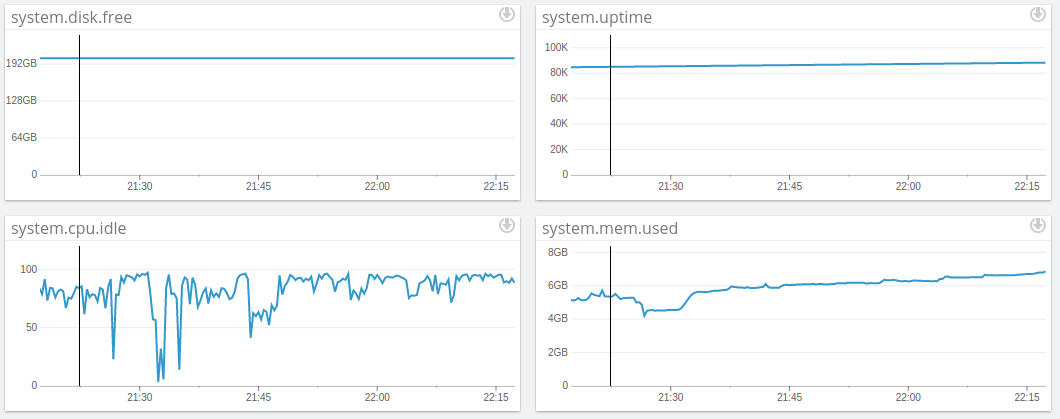 system.disk.free
192GB
128GB
64GB
0
21:30 21:45 22:00 22:15
system.uptime
100K
80K
60K
40K
20K
0
21:30 21:45 22:00 22:15
system.cpu.idle
100
50
0
21:30 21:45 22:00 22:15
system.mem.used
8GB
6GB
4GB
2GB
0
21:30 21:45 22:00 22:15